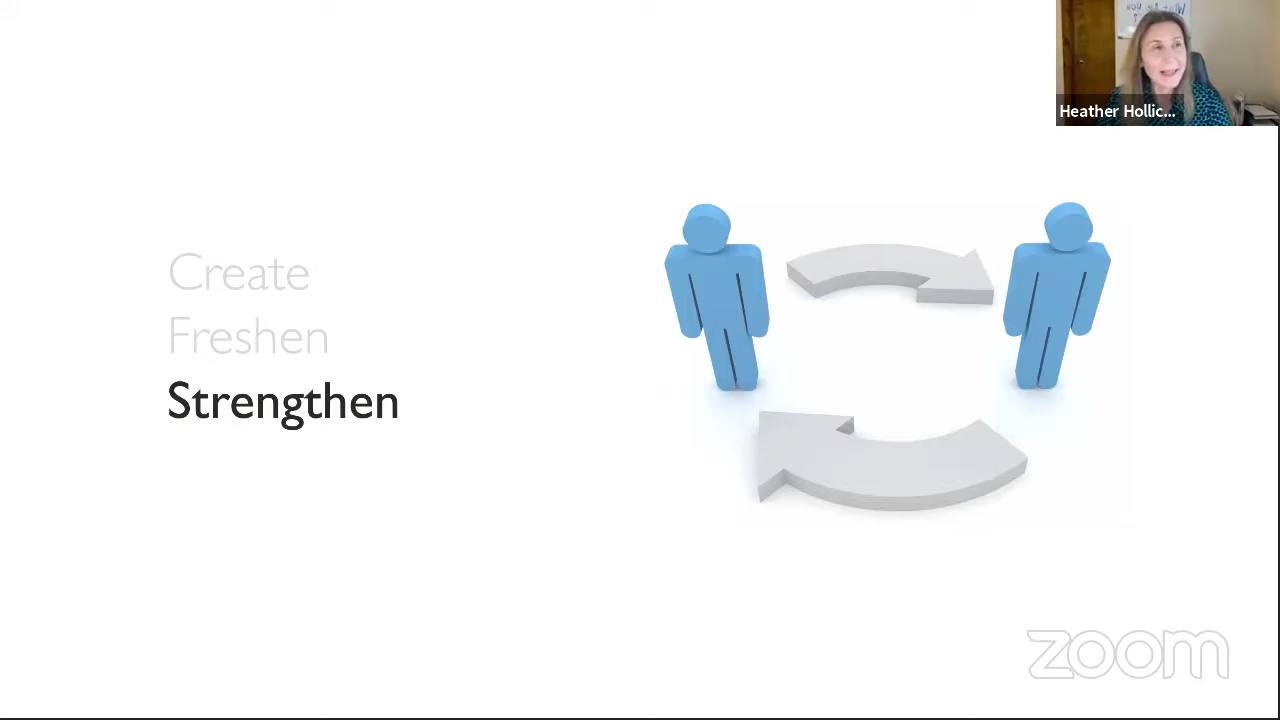 Heather Hollic...
Create
Freshen
Strengthen
zoom